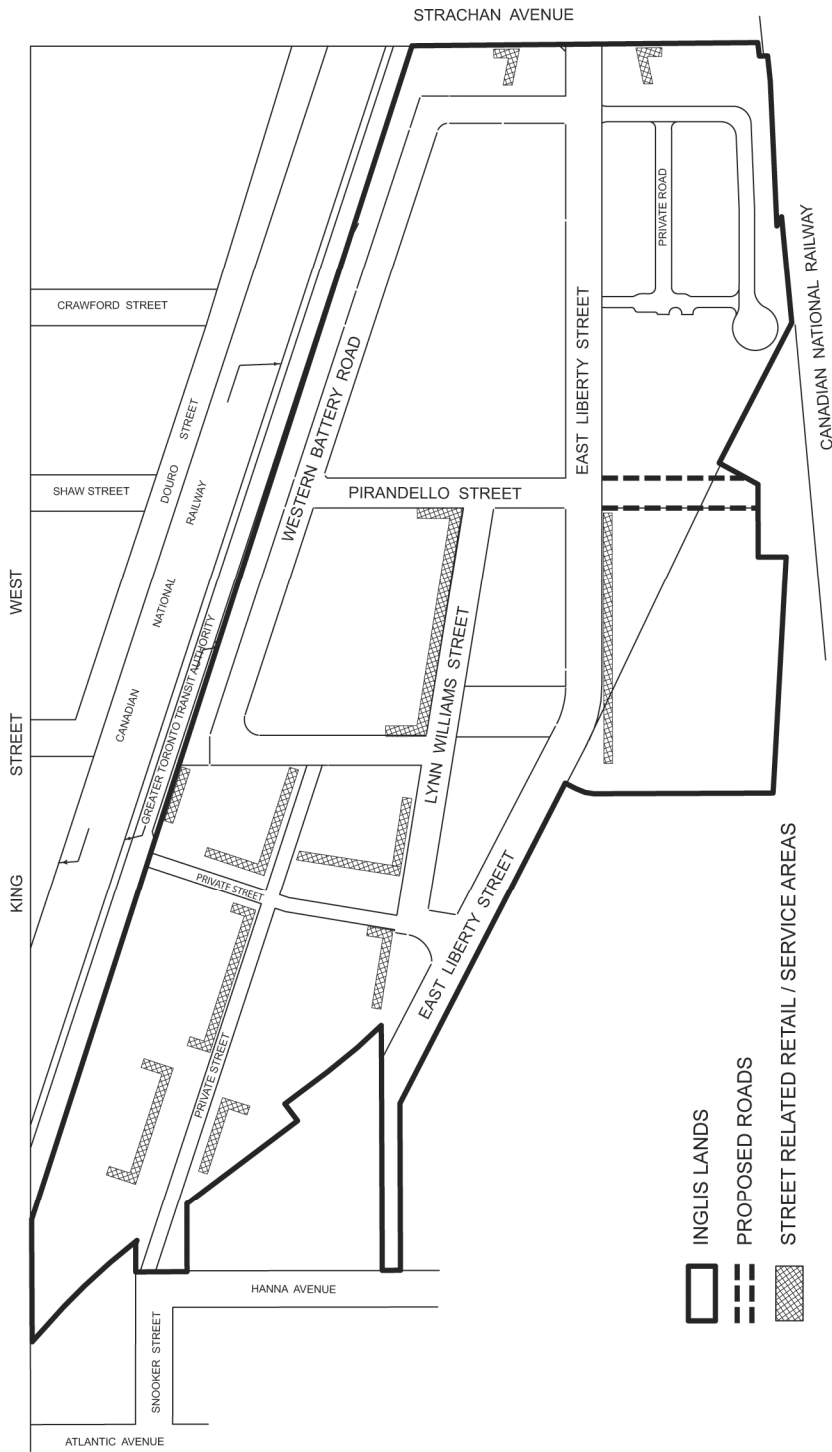 STRACHAN AVENUE
CRAWFORD STREET
SHAW STREET
DOURO STREET
KING STREET WEST
CANADIAN NATIONAL RAILWAY
GREATER TORONTO TRANSIT AUTHORITY
WESTERN BATTERY ROAD
PIRANDELLO STREET
EAST LIBERTY STREET
PRIVATE ROAD
CANADIAN NATIONAL RAILWAY
LYNN WILLIAMS STREET
EAST LIBERTY STREET
PRIVATE STREET
PRIVATE STREET
HANNA AVENUE
SNOOKER STREET
ATLANTIC AVENUE
INGLIS LANDS
PROPOSED ROADS
STREET RELATED RETAIL / SERVICE AREAS